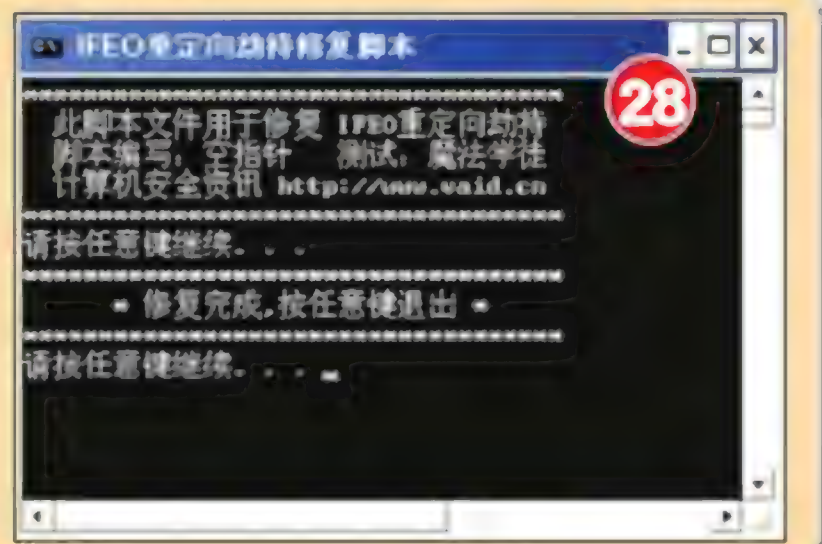 IFEO重定向劫持修复脚本
28
此脚本文件用于修复 IFEO重定向劫持
脚本编写：空指针 测试：魔法学徒
计算机安全资讯 http://www.vaid.cn
请按任意键继续. . .
修复完成,按任意键退出
请按任意键继续. . .